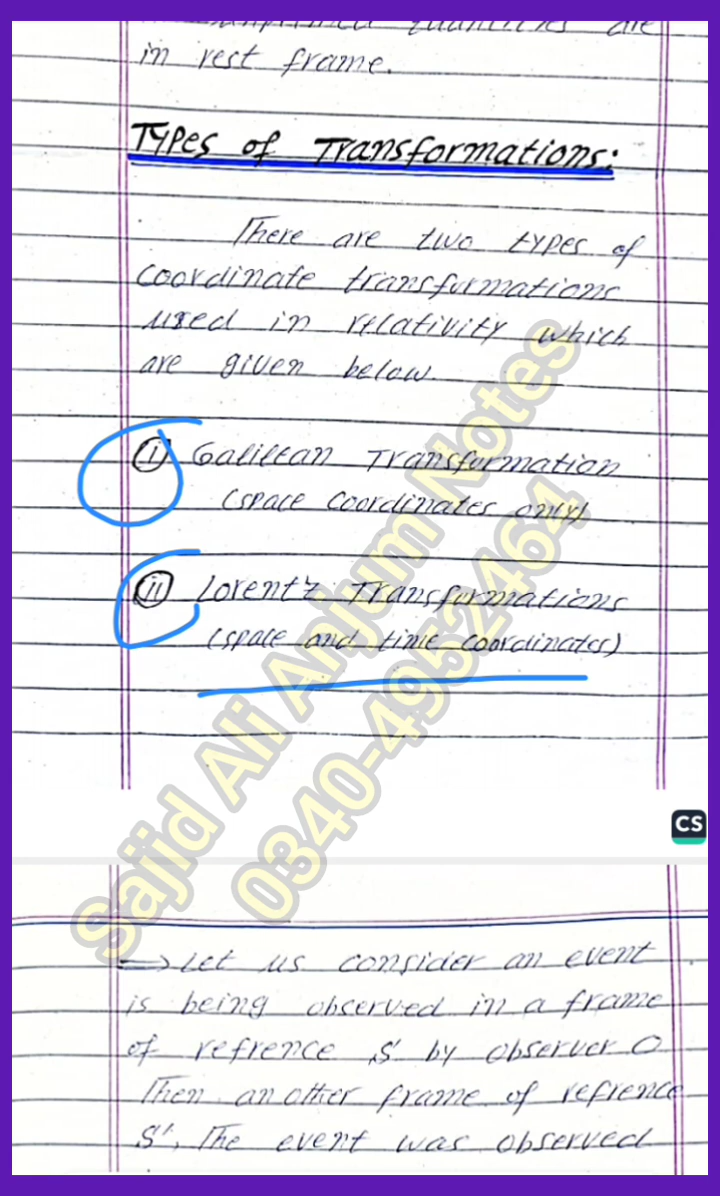 quantities are
in rest frame.
Types of Transformations:
There are two types of
coordinate transformations
used in relativity which
are given below.
(i) Galilean Transformation
(space coordinates only)
(ii) Lorentz Transformations
(space and time coordinates)
Sajid Ali Anjum Notes
0340-4952464
CS
⇒ Let us consider an event
is being observed in a frame
of refrence S by observer O
Then an other frame of refrence
S', The event was observed